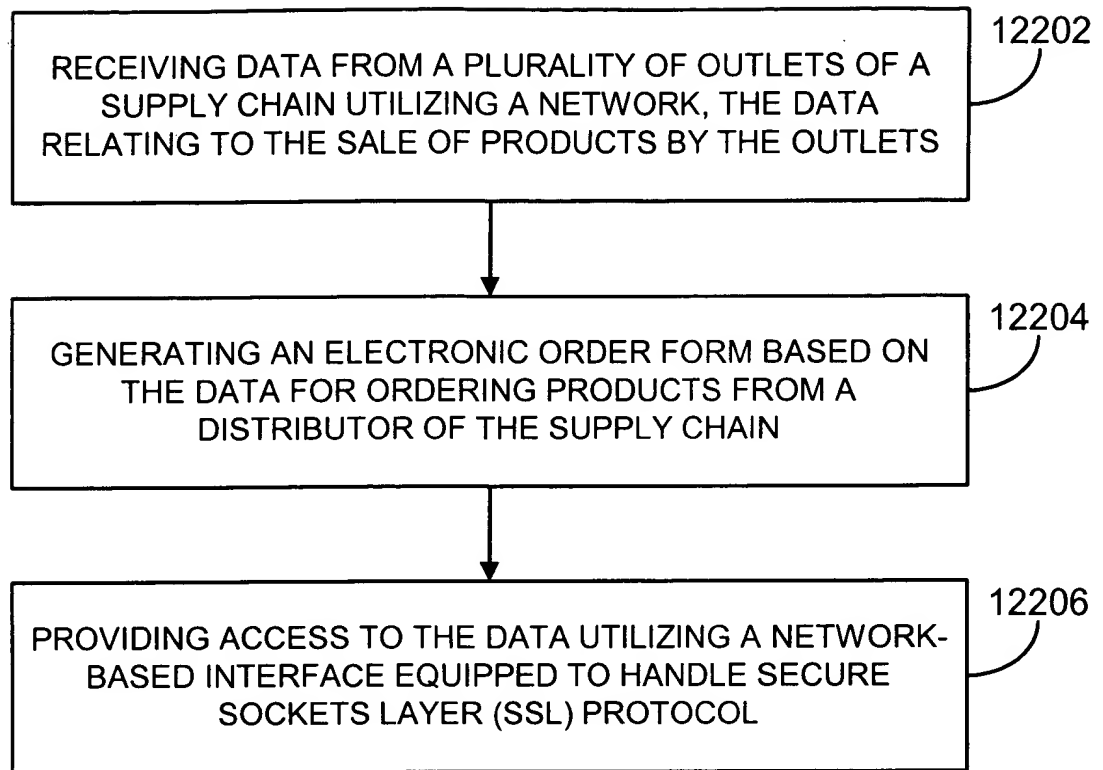 12202
RECEIVING DATA FROM A PLURALITY OF OUTLETS OF A
SUPPLY CHAIN UTILIZING A NETWORK, THE DATA
RELATING TO THE SALE OF PRODUCTS BY THE OUTLETS
12204
GENERATING AN ELECTRONIC ORDER FORM BASED ON
THE DATA FOR ORDERING PRODUCTS FROM A
DISTRIBUTOR OF THE SUPPLY CHAIN
12206
PROVIDING ACCESS TO THE DATA UTILIZING A NETWORK-
BASED INTERFACE EQUIPPED TO HANDLE SECURE
SOCKETS LAYER (SSL) PROTOCOL